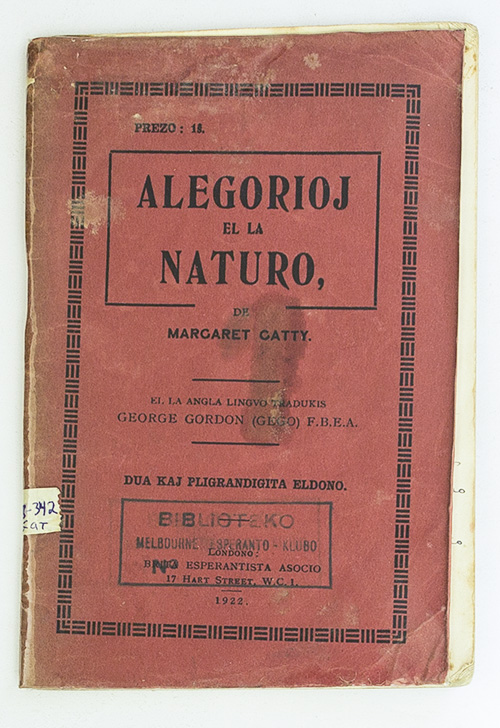 PREZO: 1s.
ALEGORIOJ
EL LA
NATURO,
DE
MARGARET GATTY.
EL LA ANGLA LINGVO TRADUKIS
GEORGE GORDON (GEGO) F.B.E.A.
DUA KAJ PLIGRANDIGITA ELDONO.
BIBLIOTEKO
MELBOURNE ESPERANTO - KLUBO
No
LONDONO:
BRITA ESPERANTISTA ASOCIO
17 HART STREET, W.C. 1.
1922.
342